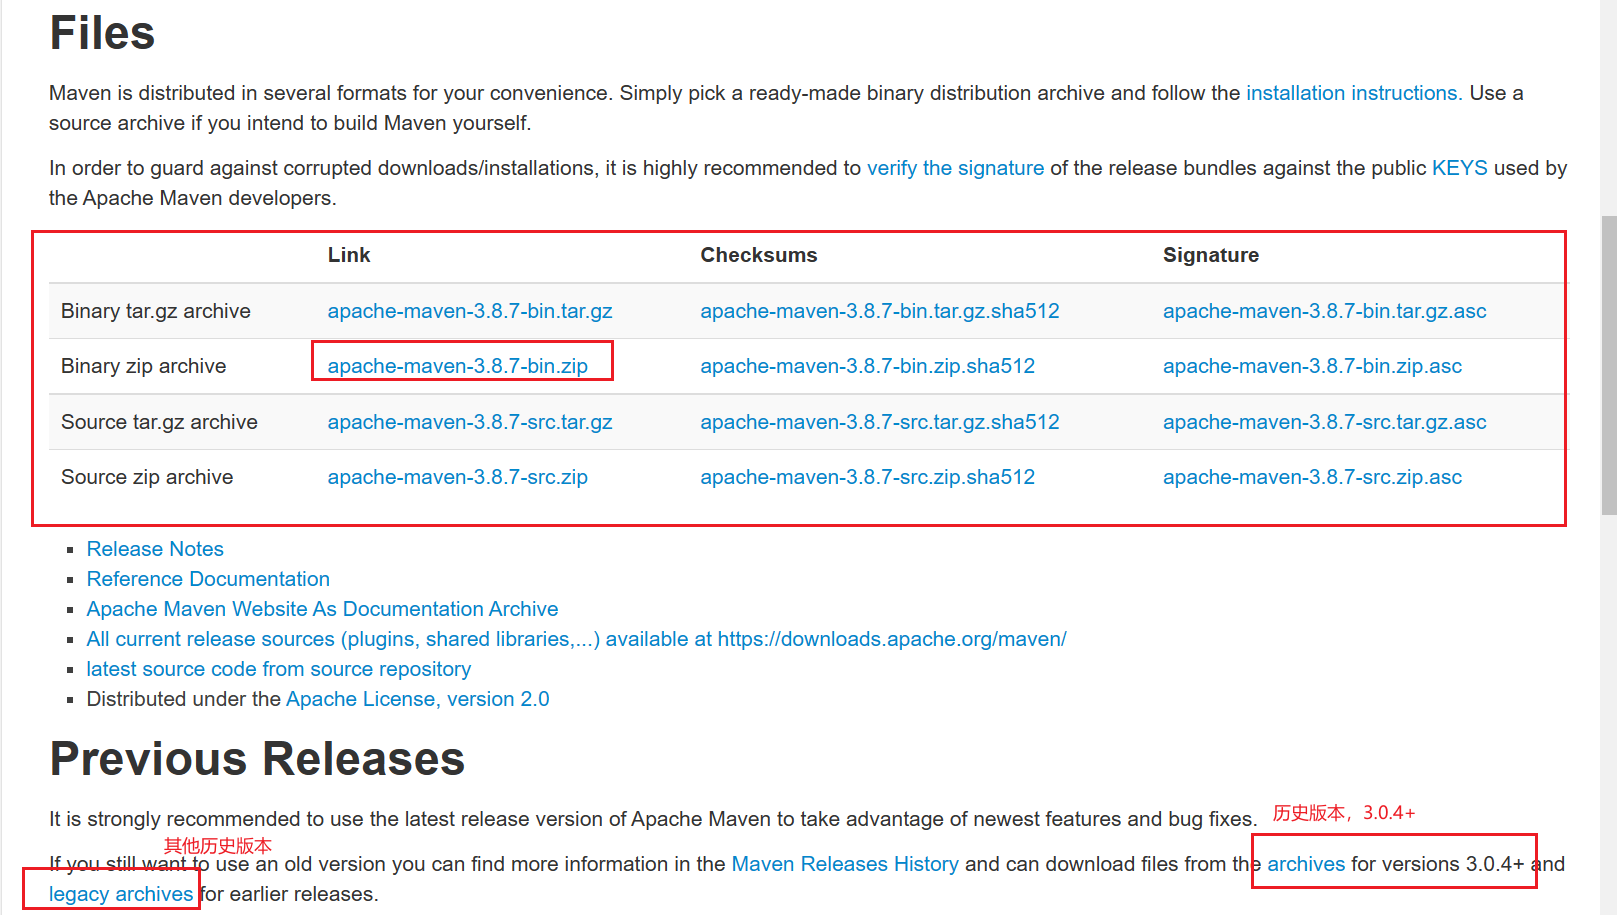 Files
Maven is distributed in several formats for your convenience. Simply pick a ready-made binary distribution archive and follow the installation instructions. Use a
source archive if you intend to build Maven yourself.
In order to guard against corrupted downloads/installations, it is highly recommended to verify the signature of the release bundles against the public KEYS used by
the Apache Maven developers.
Link Checksums Signature
Binary tar.gz archive apache-maven-3.8.7-bin.tar.gz apache-maven-3.8.7-bin.tar.gz.sha512 apache-maven-3.8.7-bin.tar.gz.asc
Binary zip archive apache-maven-3.8.7-bin.zip apache-maven-3.8.7-bin.zip.sha512 apache-maven-3.8.7-bin.zip.asc
Source tar.gz archive apache-maven-3.8.7-src.tar.gz apache-maven-3.8.7-src.tar.gz.sha512 apache-maven-3.8.7-src.tar.gz.asc
Source zip archive apache-maven-3.8.7-src.zip apache-maven-3.8.7-src.zip.sha512 apache-maven-3.8.7-src.zip.asc
Release Notes
Reference Documentation
Apache Maven Website As Documentation Archive
All current release sources (plugins, shared libraries,...) available at https://downloads.apache.org/maven/
latest source code from source repository
Distributed under the Apache License, version 2.0
Previous Releases
It is strongly recommended to use the latest release version of Apache Maven to take advantage of newest features and bug fixes.
历史版本，3.0.4+
其他历史版本
If you still want to use an old version you can find more information in the Maven Releases History and can download files from the archives for versions 3.0.4+ and
legacy archives for earlier releases.